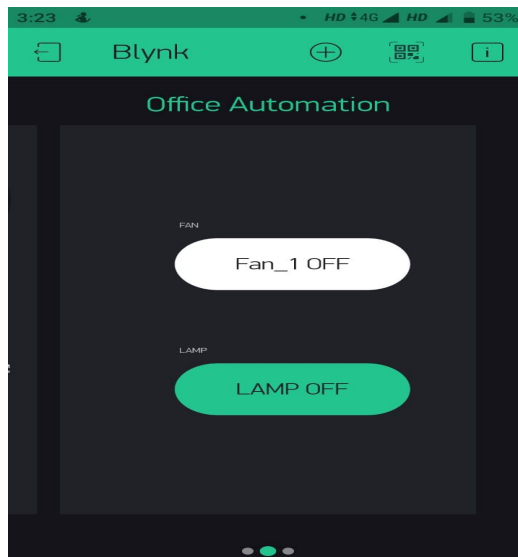 3:23 HD 4G HD 53%
Blynk
Office Automation
FAN
Fan_1 OFF
LAMP
LAMP OFF